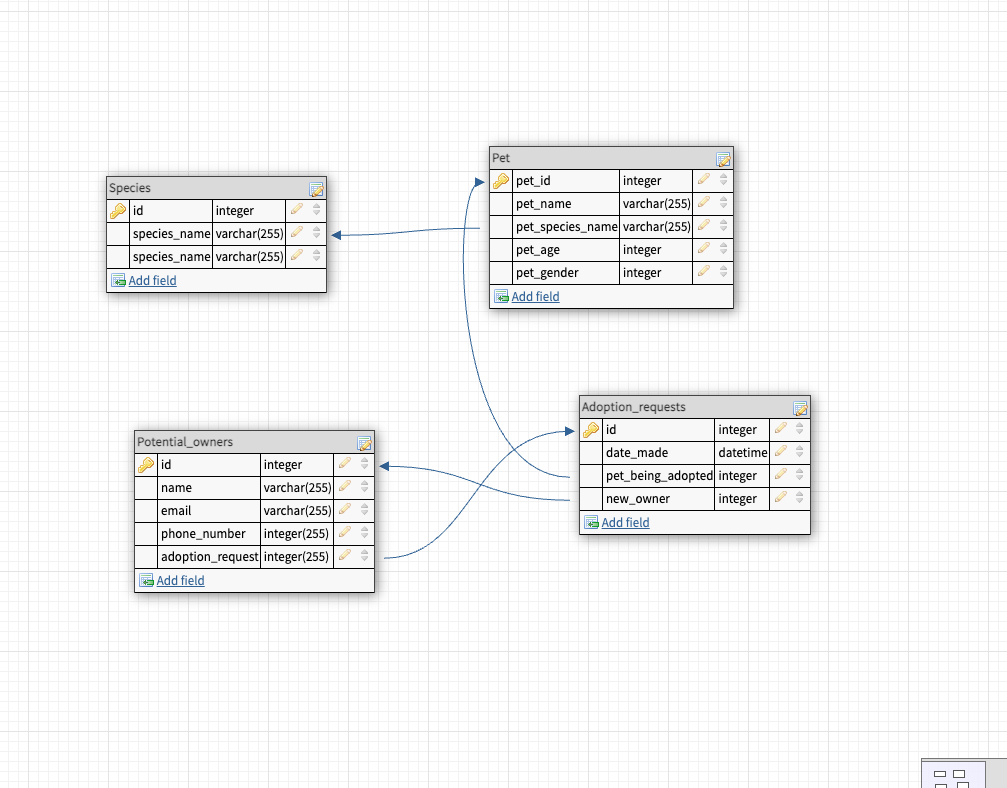 Species
id integer
species_name varchar(255)
species_name varchar(255)
Add field
Pet
pet_id integer
pet_name varchar(255)
pet_species_name varchar(255)
pet_age integer
pet_gender integer
Add field
Potential_owners
id integer
name varchar(255)
email varchar(255)
phone_number integer(255)
adoption_request integer(255)
Add field
Adoption_requests
id integer
date_made datetime
pet_being_adopted integer
new_owner integer
Add field